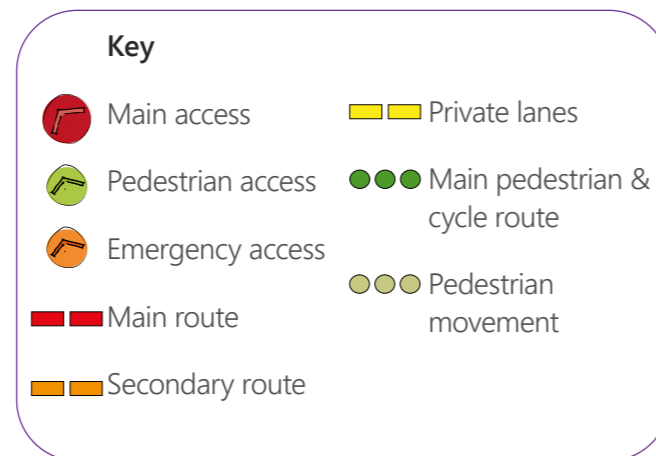 Key
Main access
Pedestrian access
Emergency access
Main route
Secondary route
Private lanes
Main pedestrian &
cycle route
Pedestrian
movement